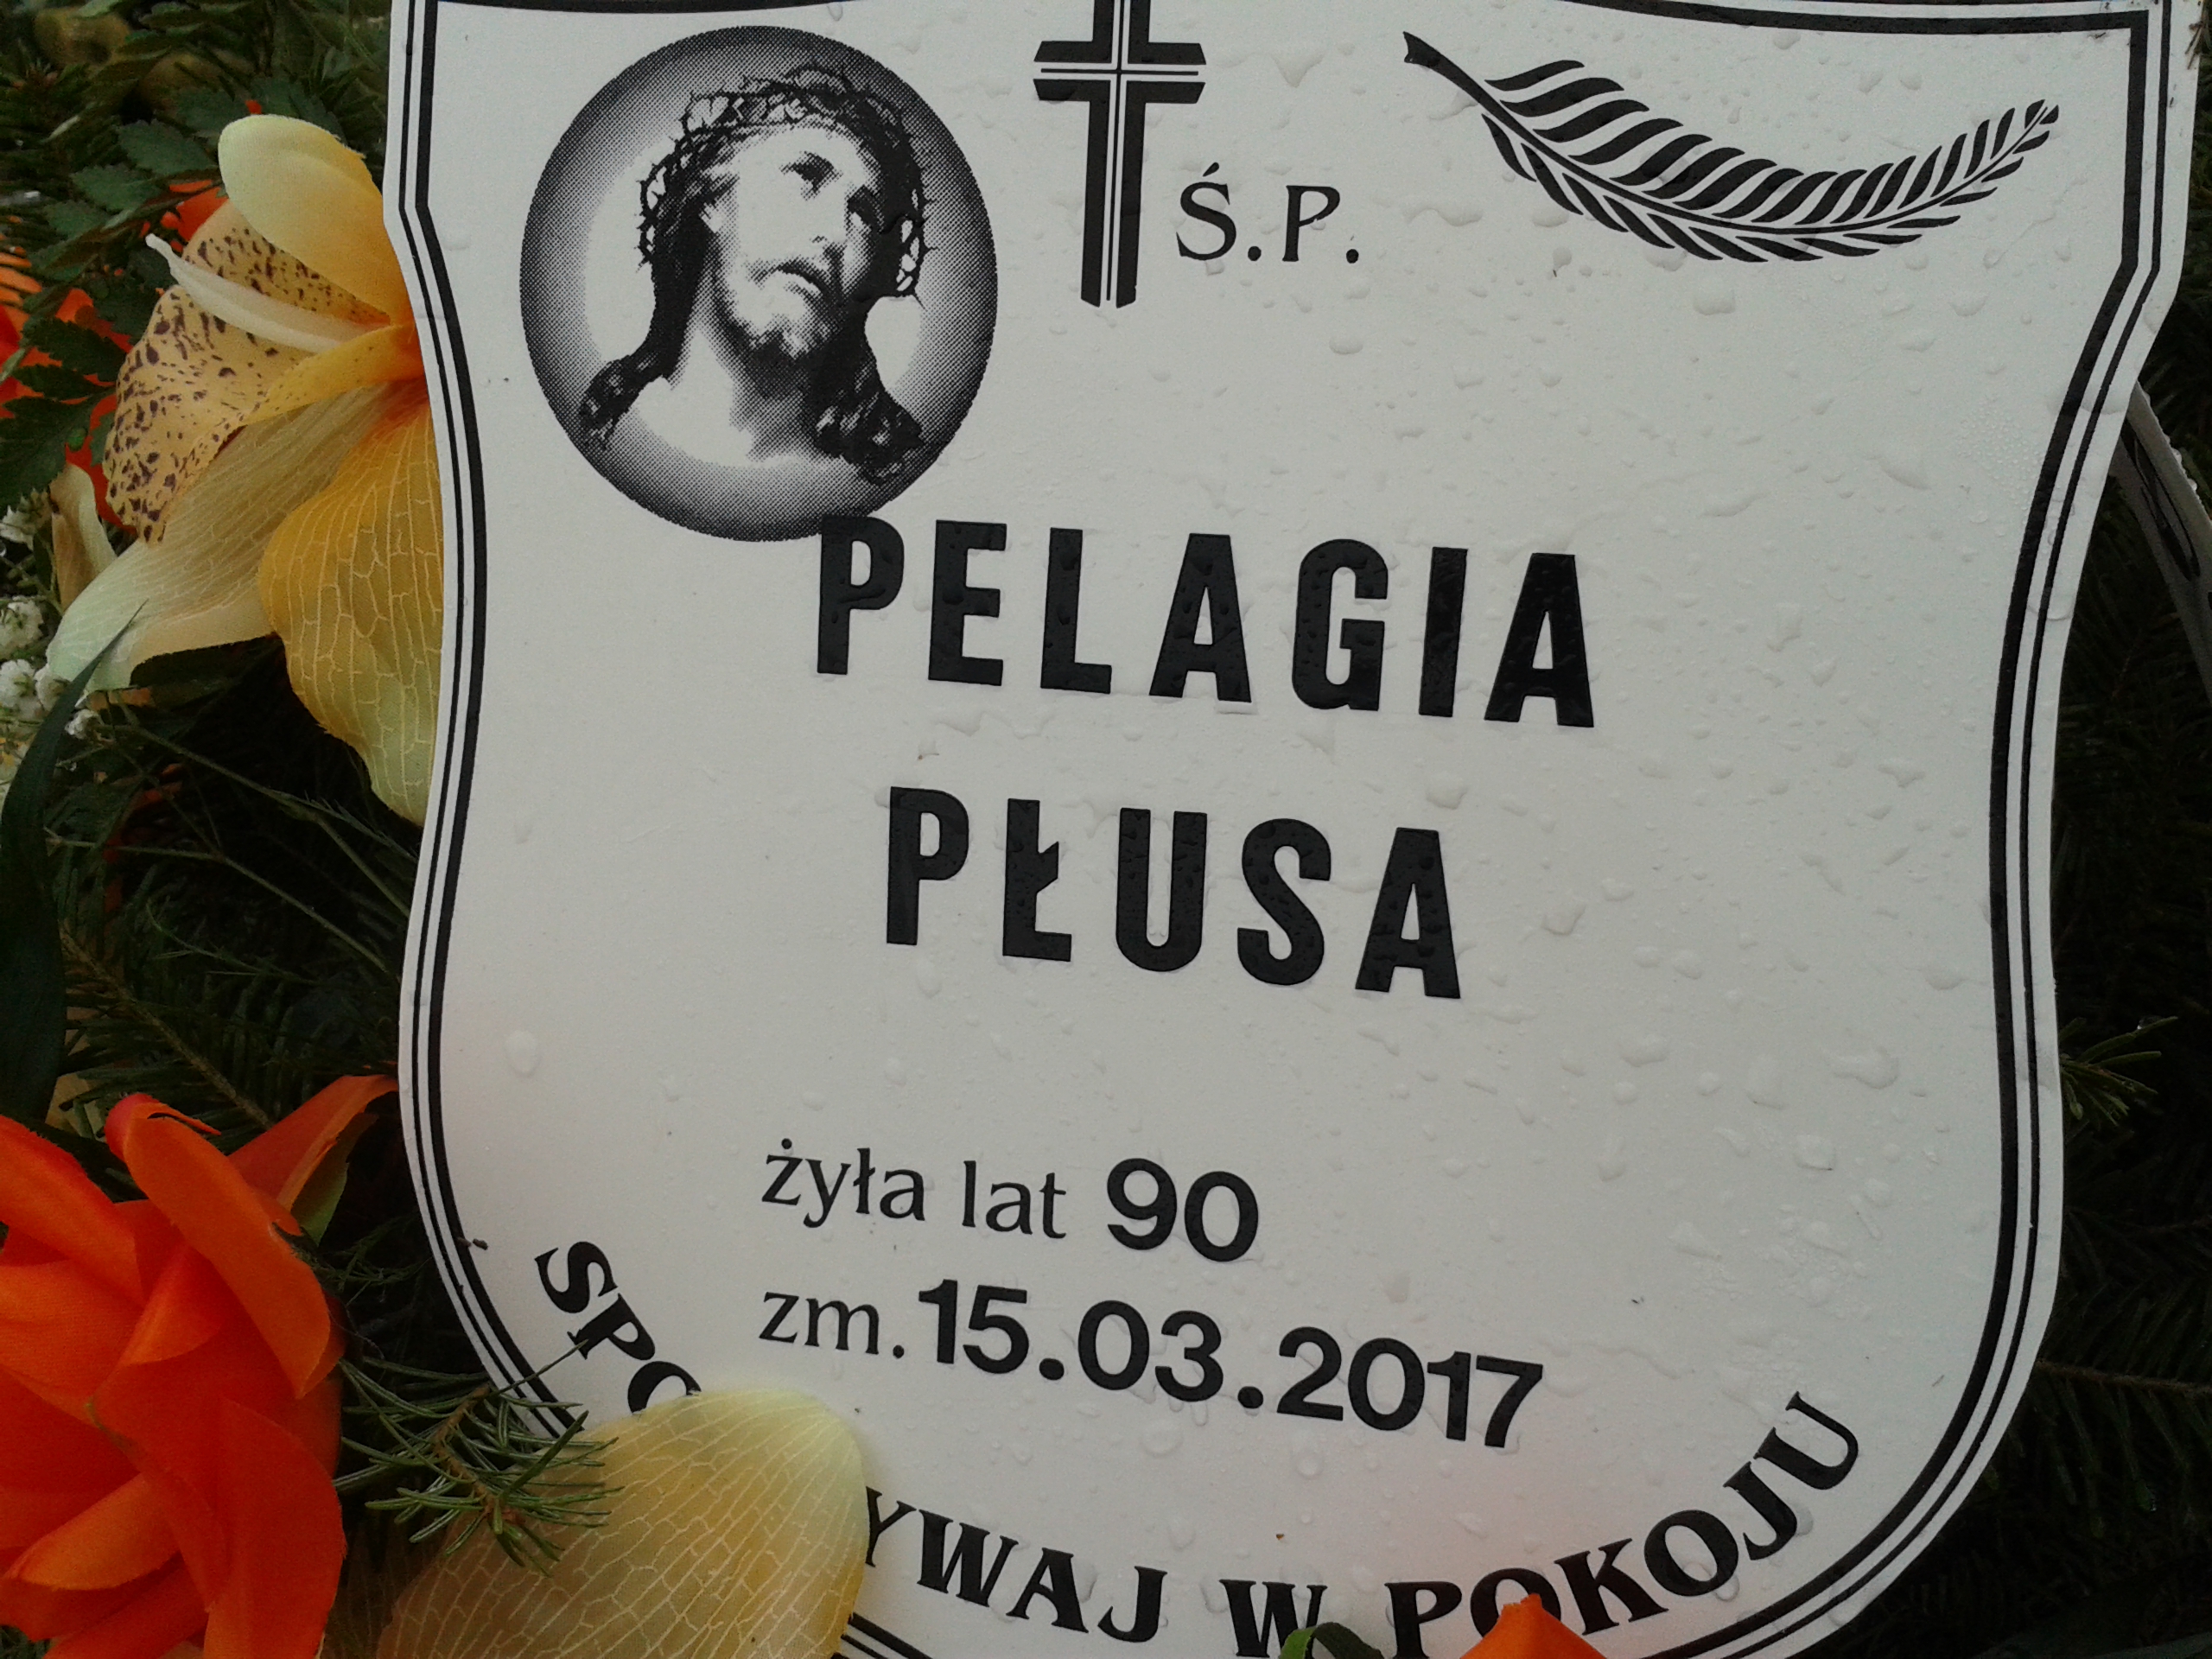 Ś.P.
PELAGIA
PŁUSA
żyła lat 90
zm. 15.03.2017
W POKOJU